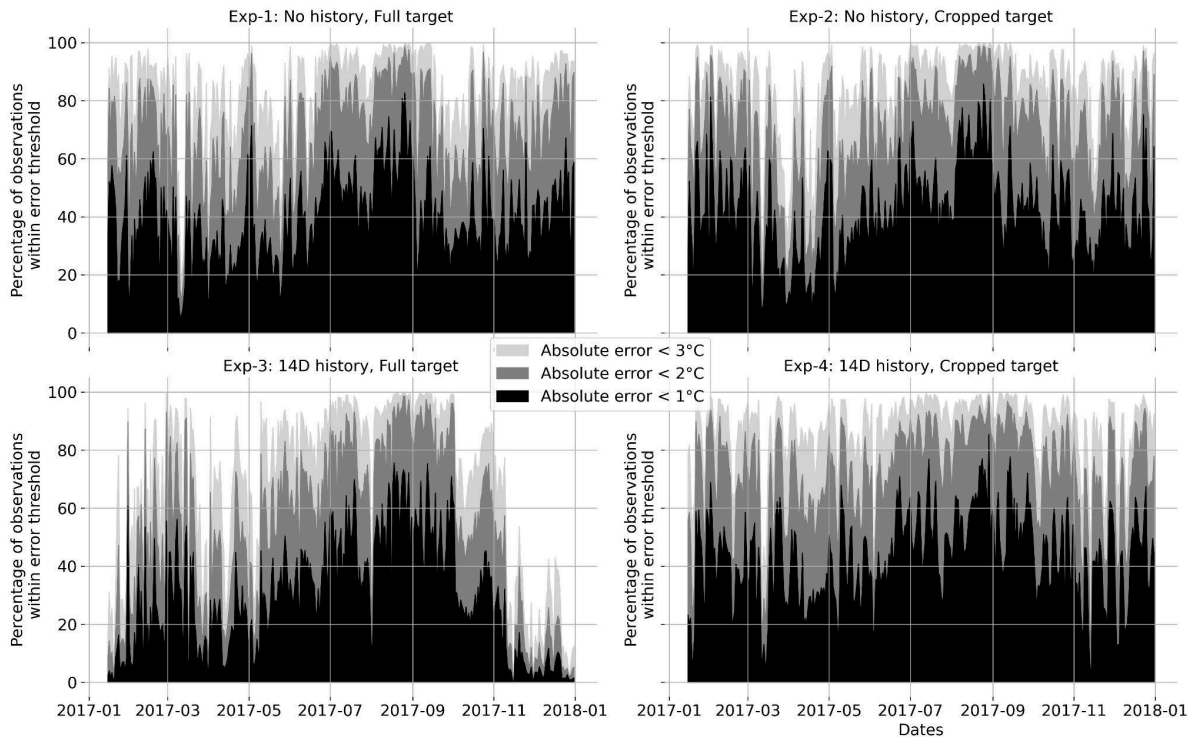 Exp-1: No history, Full target
Exp-2: No history, Cropped target
Percentage of observations
within error threshold
100
80
60
40
20
0
Percentage of observations
within error threshold
Absolute error < 3°C
Absolute error < 2°C
Absolute error < 1°C
Exp-3: 14D history, Full target
Exp-4: 14D history, Cropped target
Percentage of observations
within error threshold
100
80
60
40
20
0
Percentage of observations
within error threshold
2017-01 2017-03 2017-05 2017-07 2017-09 2017-11 2018-01
2017-01 2017-03 2017-05 2017-07 2017-09 2017-11 2018-01
Dates